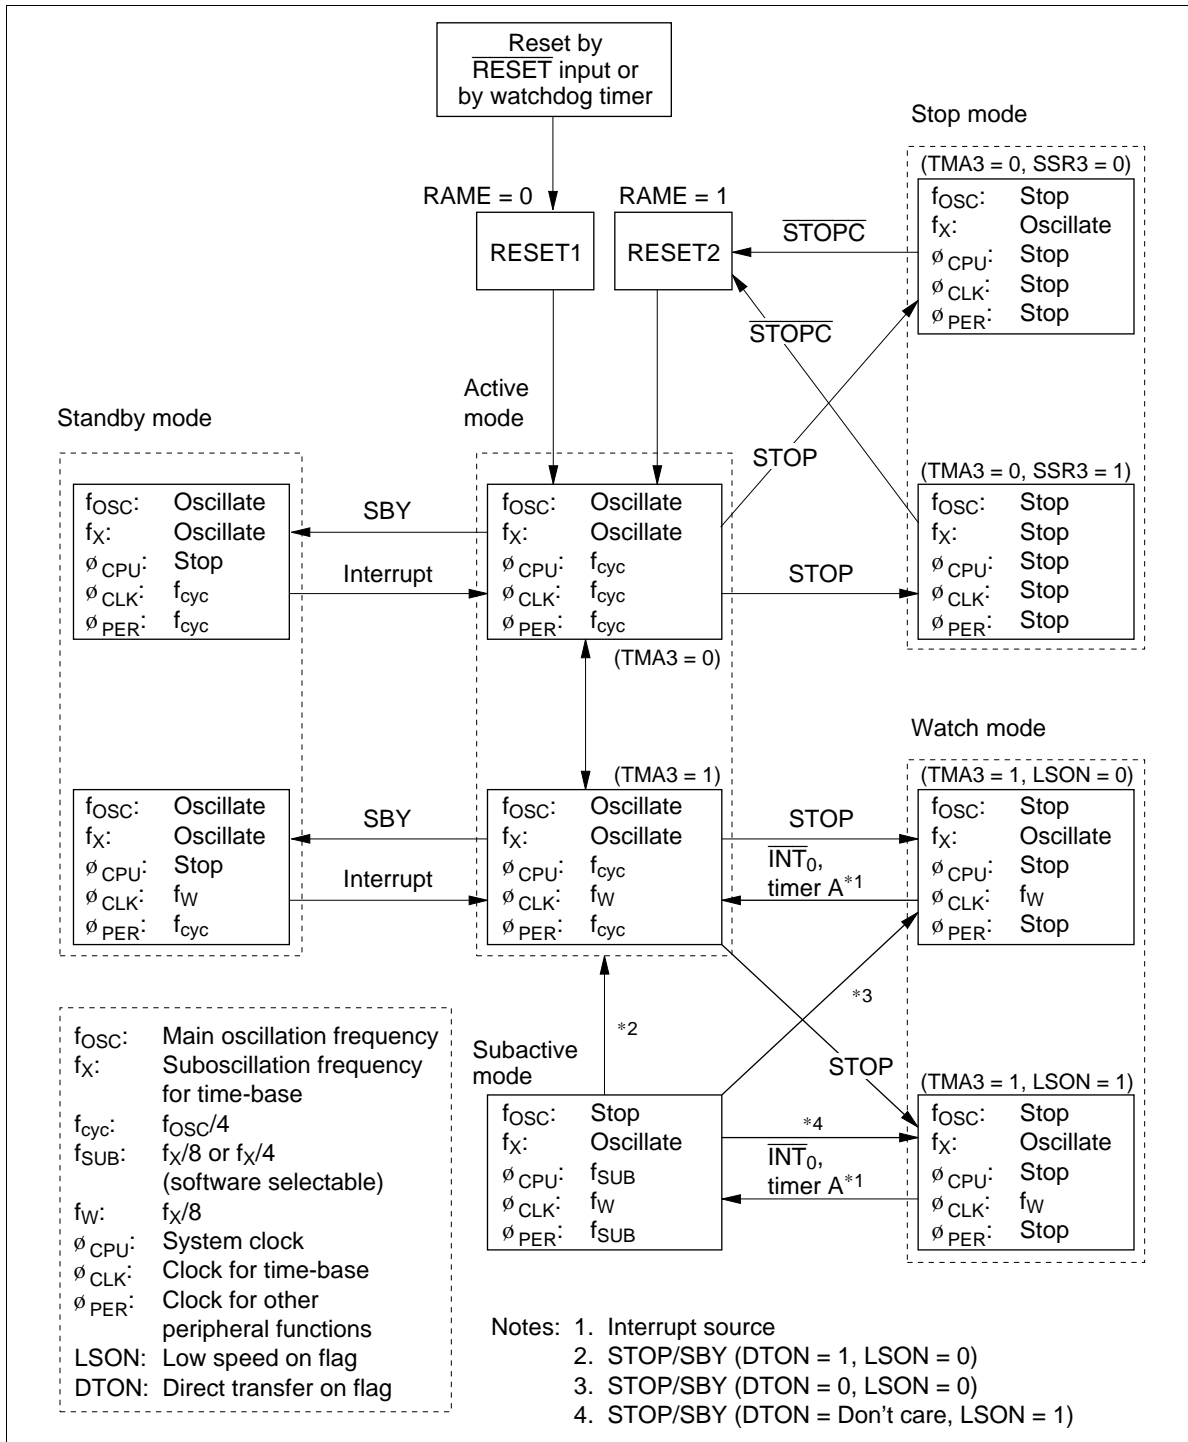 Reset by
RESET input or
by watchdog timer
Stop mode
(TMA3 = 0, SSR3 = 0)
RAME = 0
RAME = 1
RESET1
RESET2
STOPC
STOPC
fOSC: Stop
fX: Oscillate
øCPU: Stop
øCLK: Stop
øPER: Stop
Active
mode
Standby mode
STOP
(TMA3 = 0, SSR3 = 1)
fOSC: Oscillate
fX: Oscillate
øCPU: Stop
øCLK: fcyc
øPER: fcyc
SBY
Interrupt
fOSC: Oscillate
fX: Oscillate
øCPU: fcyc
øCLK: fcyc
øPER: fcyc
STOP
fOSC: Stop
fX: Stop
øCPU: Stop
øCLK: Stop
øPER: Stop
(TMA3 = 0)
Watch mode
(TMA3 = 1)
(TMA3 = 1, LSON = 0)
fOSC: Oscillate
fX: Oscillate
øCPU: Stop
øCLK: fW
øPER: fcyc
SBY
Interrupt
fOSC: Oscillate
fX: Oscillate
øCPU: fcyc
øCLK: fW
øPER: fcyc
STOP
INT0,
timer A*1
fOSC: Stop
fX: Oscillate
øCPU: Stop
øCLK: fW
øPER: Stop
*2
*3
STOP
Subactive
mode
(TMA3 = 1, LSON = 1)
fOSC: Stop
fX: Oscillate
øCPU: fSUB
øCLK: fW
øPER: fSUB
*4
INT0,
timer A*1
fOSC: Stop
fX: Oscillate
øCPU: Stop
øCLK: fW
øPER: Stop
fOSC: Main oscillation frequency
fX: Suboscillation frequency
for time-base
fcyc: fOSC/4
fSUB: fX/8 or fX/4
(software selectable)
fW: fX/8
øCPU: System clock
øCLK: Clock for time-base
øPER: Clock for other
peripheral functions
LSON: Low speed on flag
DTON: Direct transfer on flag
Notes: 1. Interrupt source
2. STOP/SBY (DTON = 1, LSON = 0)
3. STOP/SBY (DTON = 0, LSON = 0)
4. STOP/SBY (DTON = Don't care, LSON = 1)